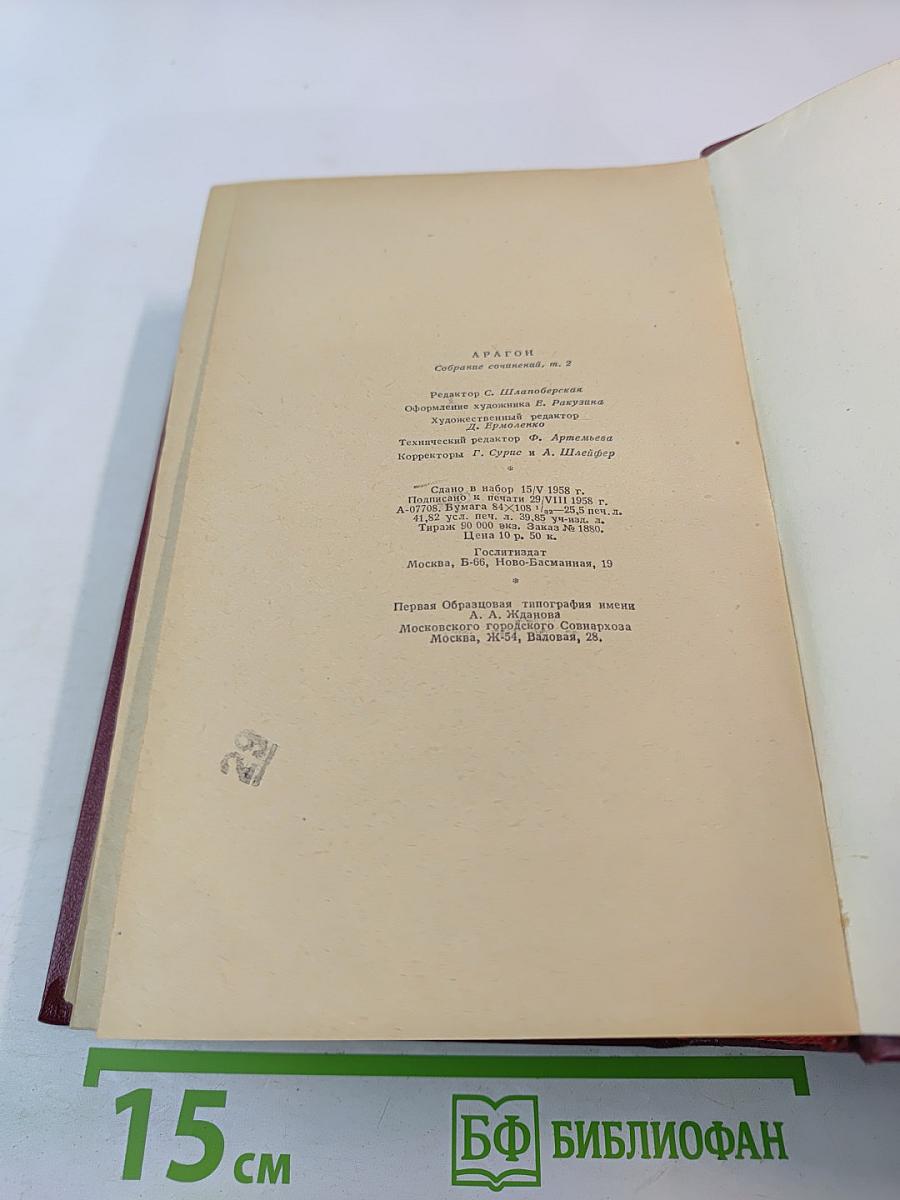 АРАГОН
Собрание сочинений, т. 2
Редактор С. Шлапоберская
Оформление художника Е. Ракузина
Художественный редактор
Д. Ермоленко
Технический редактор Ф. Артемьева
Корректоры Г. Сурис и А. Шлейфер
*
Сдано в набор 15/V 1958 г.
Подписано к печати 29/VIII 1958 г.
А-07708. Бумага 84×108 1/32—25,5 печ. л.
41,82 усл. печ. л. 39,85 уч-изд. л.
Тираж 90 000 экз. Заказ № 1880.
Цена 10 р. 50 к.
Гослитиздат
Москва, Б-66, Ново-Басманная, 19
*
Первая Образцовая типография имени
А. А. Жданова
Московского городского Совнархоза
Москва, Ж-54, Валовая, 28.
15 см
БФ БИБЛИОФАН